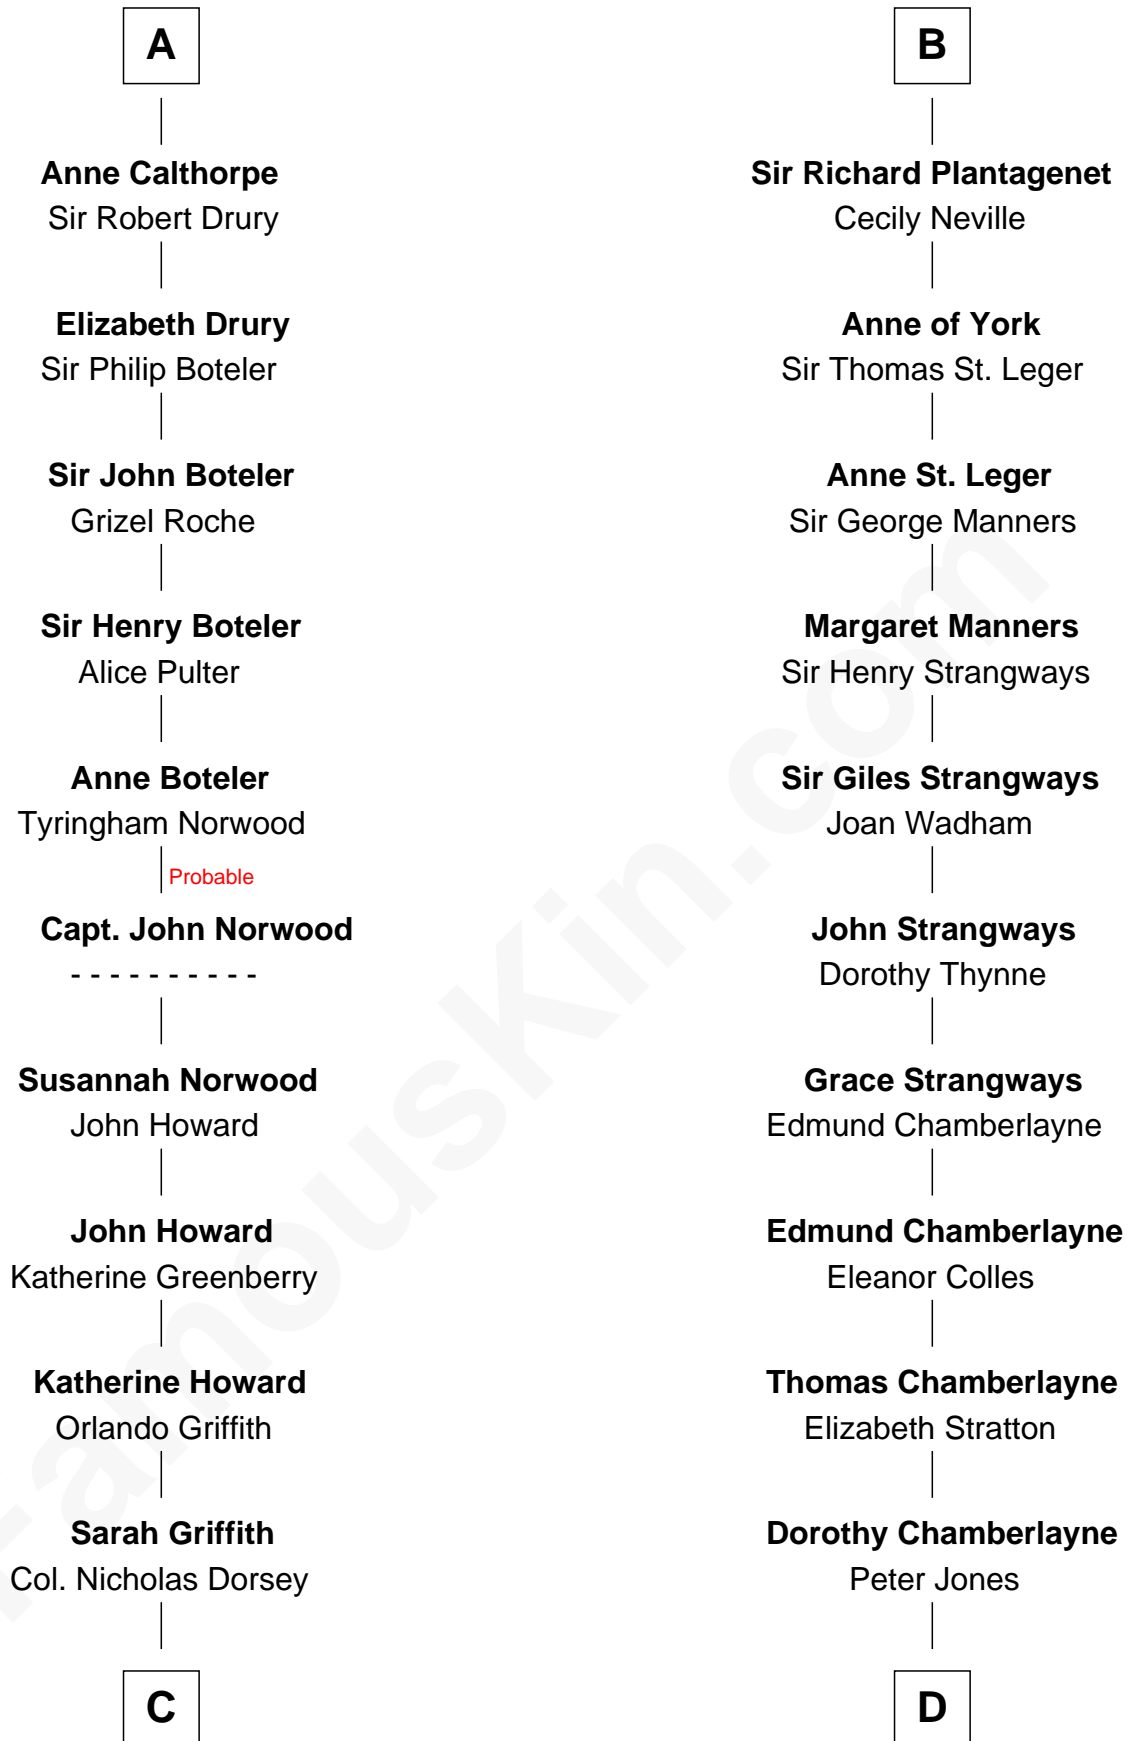 A
Anne Calthorpe
Sir Robert Drury
Elizabeth Drury
Sir Philip Boteler
Sir John Boteler
Grizel Roche
Sir Henry Boteler
Alice Pulter
Anne Boteler
Tyringham Norwood
Probable
Capt. John Norwood
- - - - - - - - - -
Susannah Norwood
John Howard
John Howard
Katherine Greenberry
Katherine Howard
Orlando Griffith
Sarah Griffith
Col. Nicholas Dorsey
C
B
Sir Richard Plantagenet
Cecily Neville
Anne of York
Sir Thomas St. Leger
Anne St. Leger
Sir George Manners
Margaret Manners
Sir Henry Strangways
Sir Giles Strangways
Joan Wadham
John Strangways
Dorothy Thynne
Grace Strangways
Edmund Chamberlayne
Edmund Chamberlayne
Eleanor Colles
Thomas Chamberlayne
Elizabeth Stratton
Dorothy Chamberlayne
Peter Jones
D
FamousKin.com